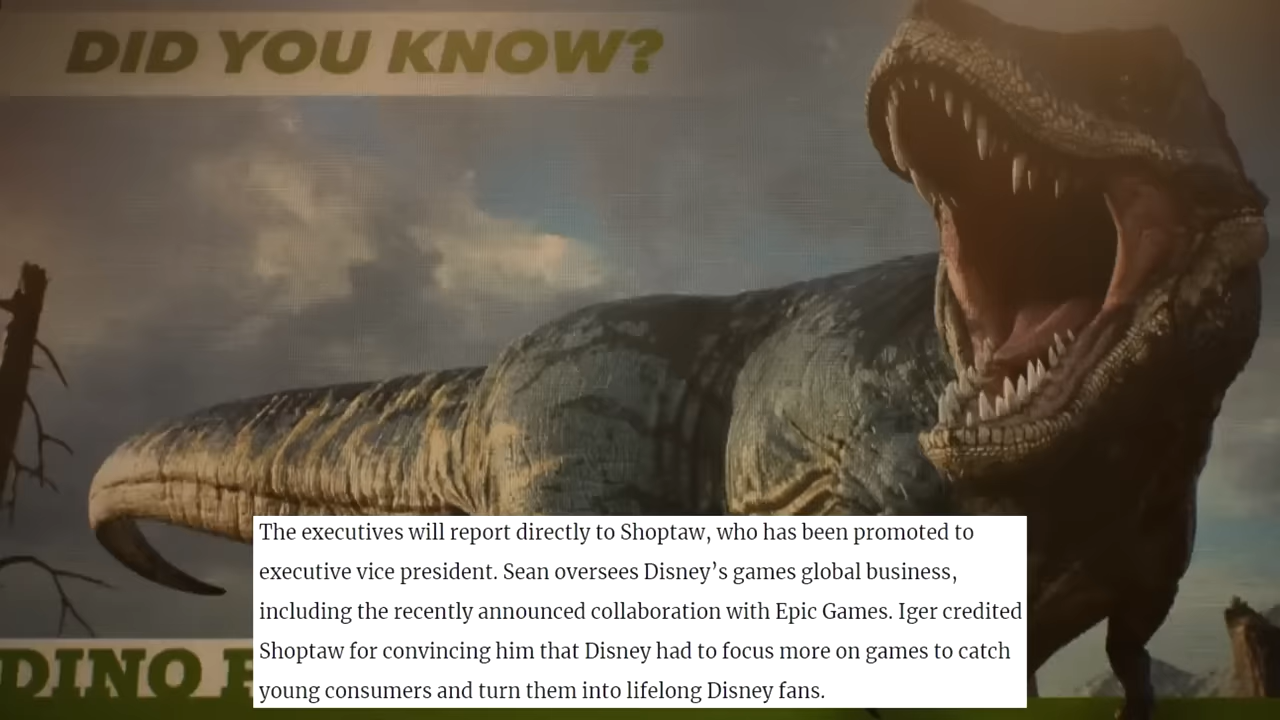 DID YOU KNOW?
The executives will report directly to Shoptaw, who has been promoted to
executive vice president. Sean oversees Disney’s games global business,
including the recently announced collaboration with Epic Games. Iger credited
Shoptaw for convincing him that Disney had to focus more on games to catch
young consumers and turn them into lifelong Disney fans.
DINO